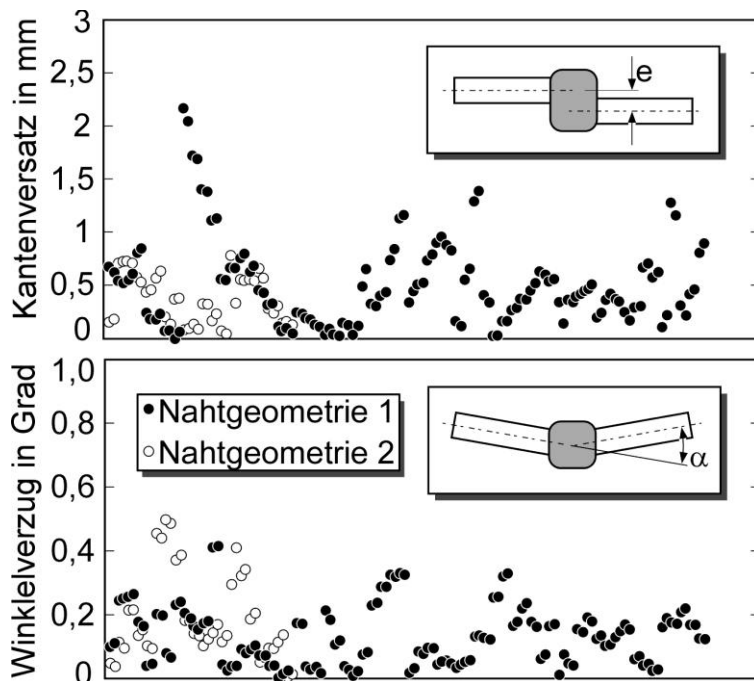 Kantenversatz in mm
3
2,5
2
1,5
1
0,5
0
e
Winklelverzug in Grad
1,0
0,8
0,6
0,4
0,2
0
Nahtgeometrie 1
Nahtgeometrie 2
α